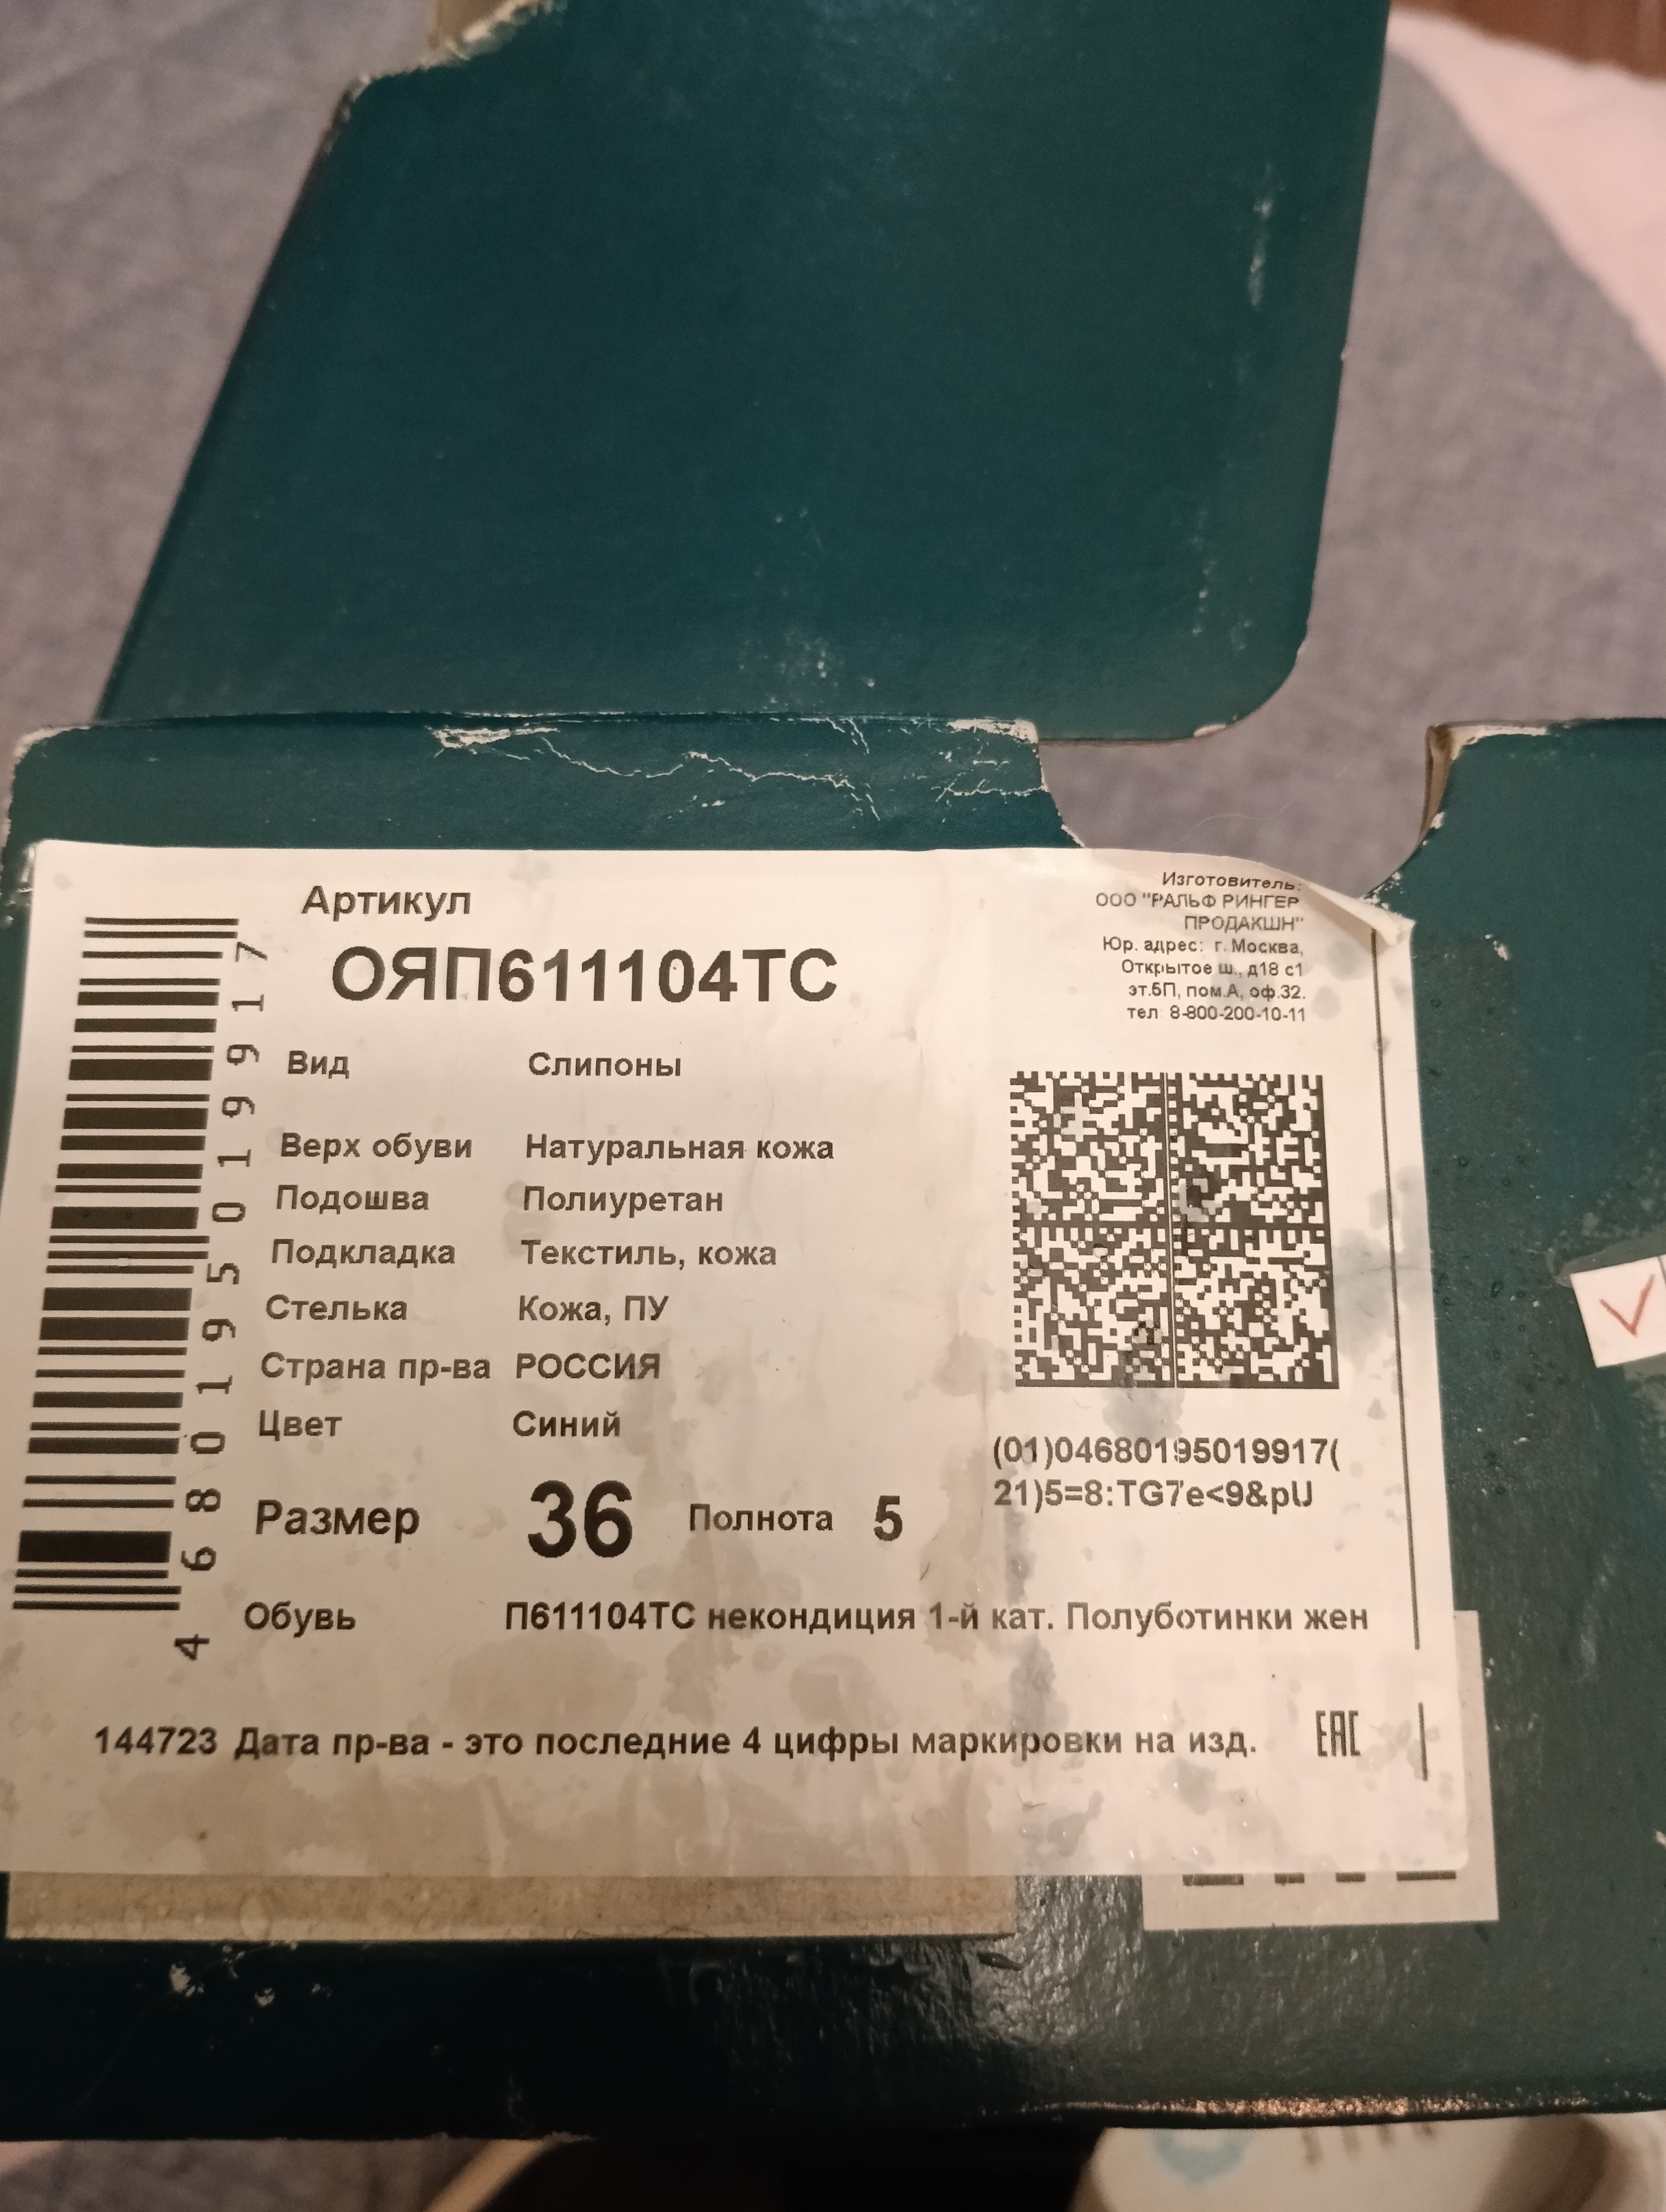 Артикул
ОЯП611104ТС
Изготовитель:
ООО "РАЛЬФ РИНГЕР
ПРОДАКШН"
Юр. адрес: г. Москва,
Открытое ш., д18 с1
эт.6П, пом.А, оф.32.
тел 8-800-200-10-11
Вид Слипоны
Верх обуви Натуральная кожа
Подошва Полиуретан
Подкладка Текстиль, кожа
Стелька Кожа, ПУ
Страна пр-ва РОССИЯ
Цвет Синий
Размер 36 Полнота 5
(01)04680195019917(
21)5=8:TG7e<9&pU
Обувь П611104ТС некондиция 1-й кат. Полуботинки жен
144723 Дата пр-ва - это последние 4 цифры маркировки на изд. EAC
4680195019917